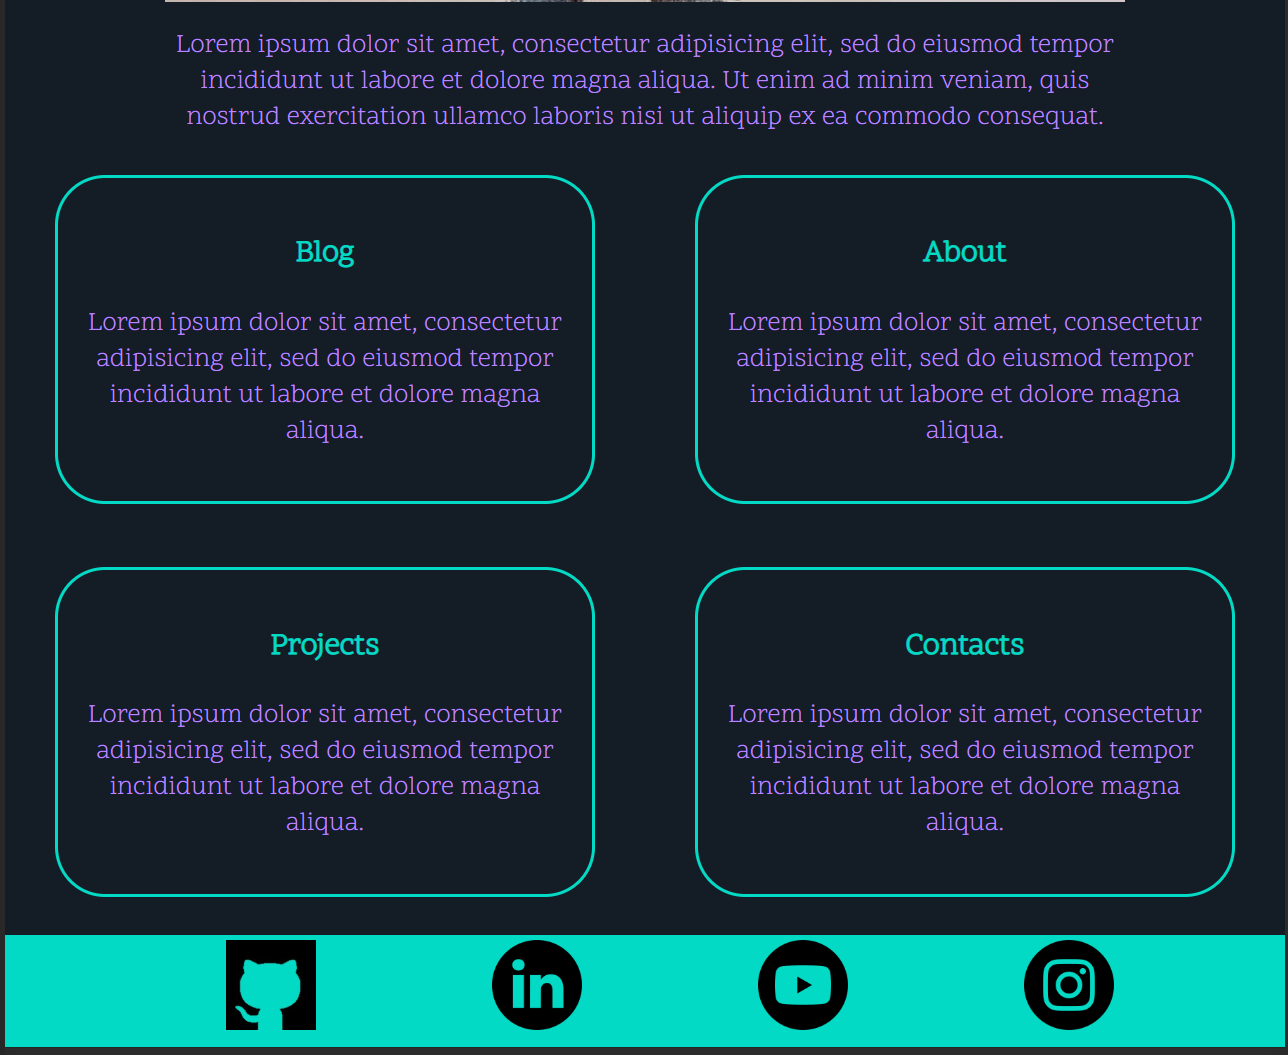 Lorem ipsum dolor sit amet, consectetur adipisicing elit, sed do eiusmod tempor
incididunt ut labore et dolore magna aliqua. Ut enim ad minim veniam, quis
nostrud exercitation ullamco laboris nisi ut aliquip ex ea commodo consequat.
Blog
Lorem ipsum dolor sit amet, consectetur
adipisicing elit, sed do eiusmod tempor
incididunt ut labore et dolore magna
aliqua.
About
Lorem ipsum dolor sit amet, consectetur
adipisicing elit, sed do eiusmod tempor
incididunt ut labore et dolore magna
aliqua.
Projects
Lorem ipsum dolor sit amet, consectetur
adipisicing elit, sed do eiusmod tempor
incididunt ut labore et dolore magna
aliqua.
Contacts
Lorem ipsum dolor sit amet, consectetur
adipisicing elit, sed do eiusmod tempor
incididunt ut labore et dolore magna
aliqua.
in